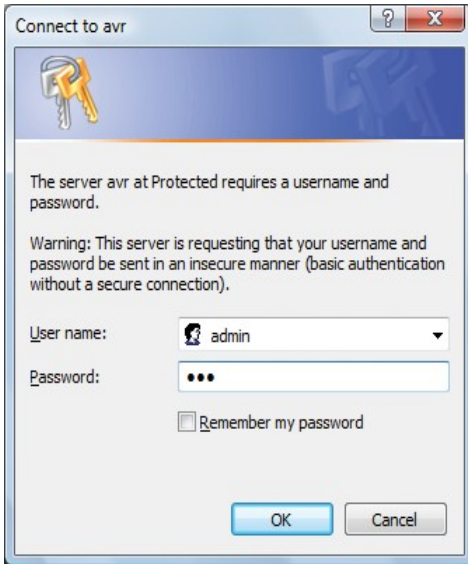 Connect to avr
The server avr at Protected requires a username and
password.
Warning: This server is requesting that your username and
password be sent in an insecure manner (basic authentication
without a secure connection).
User name:
admin
Password:
●●●
Remember my password
OK
Cancel